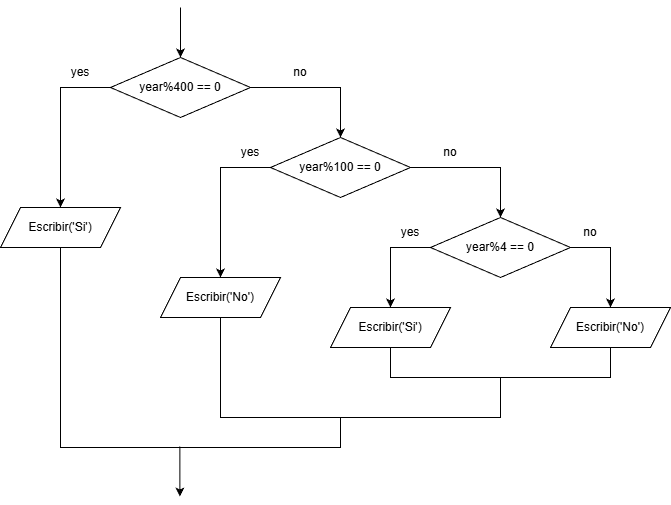 yes
no
year%400 == 0
yes
no
year%100 == 0
Escribir('Si')
yes
no
year%4 == 0
Escribir('No')
Escribir('Si')
Escribir('No')